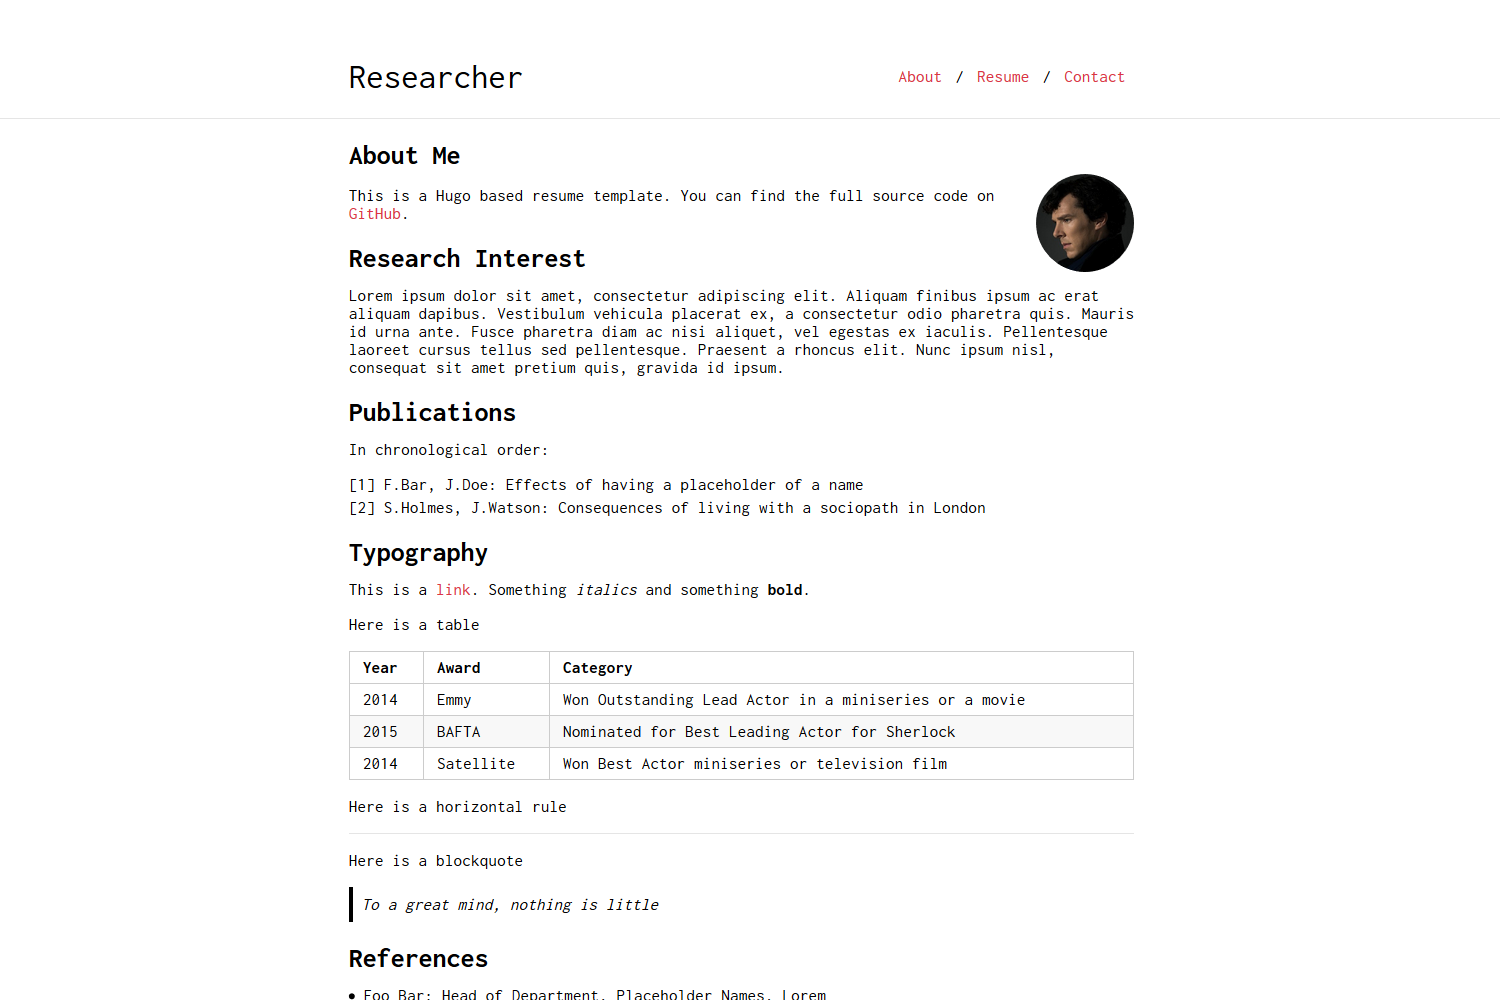 Researcher
About / Resume / Contact
About Me
This is a Hugo based resume template. You can find the full source code on
GitHub.
Research Interest
Lorem ipsum dolor sit amet, consectetur adipiscing elit. Aliquam finibus ipsum ac erat
aliquam dapibus. Vestibulum vehicula placerat ex, a consectetur odio pharetra quis. Mauris
id urna ante. Fusce pharetra diam ac nisi aliquet, vel egestas ex iaculis. Pellentesque
laoreet cursus tellus sed pellentesque. Praesent a rhoncus elit. Nunc ipsum nisl,
consequat sit amet pretium quis, gravida id ipsum.
Publications
In chronological order:
[1] F.Bar, J.Doe: Effects of having a placeholder of a name
[2] S.Holmes, J.Watson: Consequences of living with a sociopath in London
Typography
This is a link. Something italics and something bold.
Here is a table
Year Award Category
2014 Emmy Won Outstanding Lead Actor in a miniseries or a movie
2015 BAFTA Nominated for Best Leading Actor for Sherlock
2014 Satellite Won Best Actor miniseries or television film
Here is a horizontal rule
Here is a blockquote
To a great mind, nothing is little
References
• Foo Bar: Head of Department, Placeholder Names, Lorem